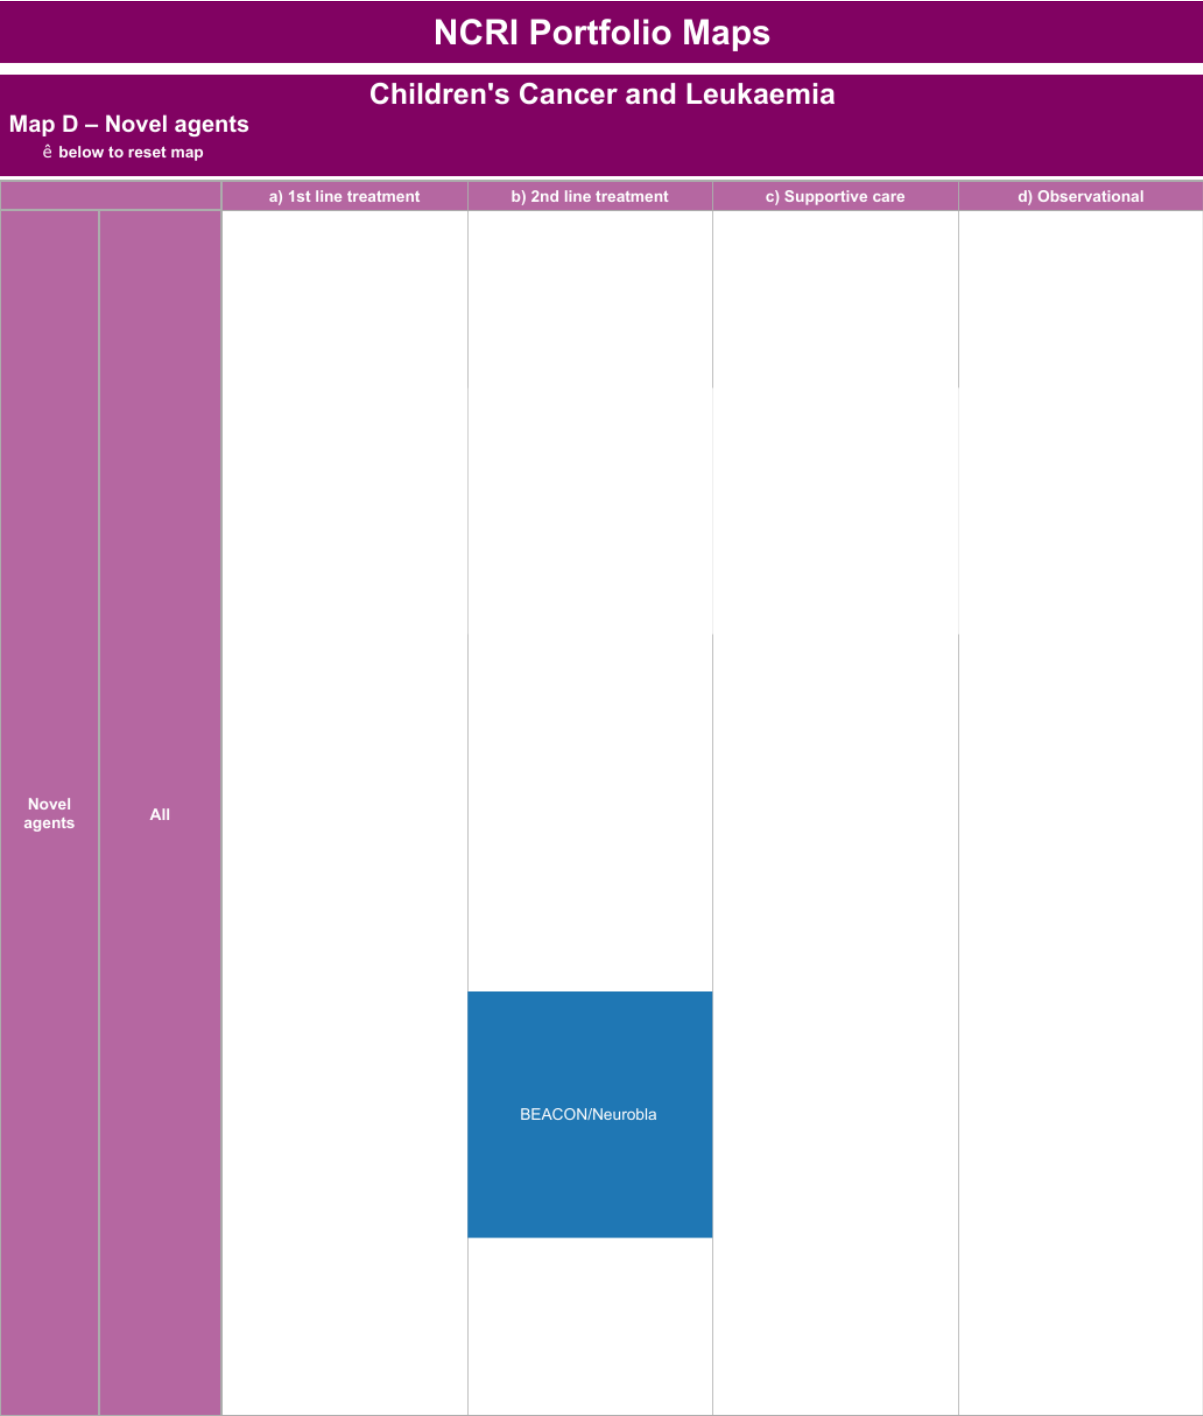 NCRI Portfolio Maps
Children's Cancer and Leukaemia
Map D – Novel agents
ê below to reset map
a) 1st line treatment
b) 2nd line treatment
c) Supportive care
d) Observational
Novel
agents
All
BEACON/Neurobla